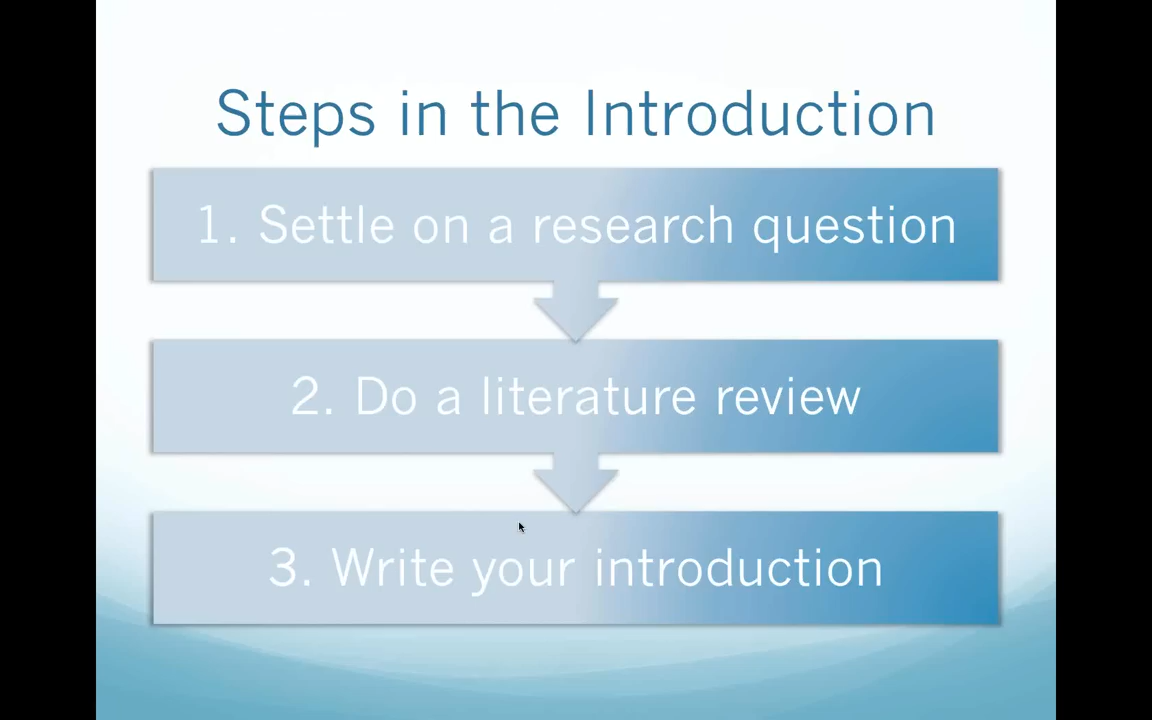 Steps in the Introduction
1. Settle on a research question
2. Do a literature review
3. Write your introduction